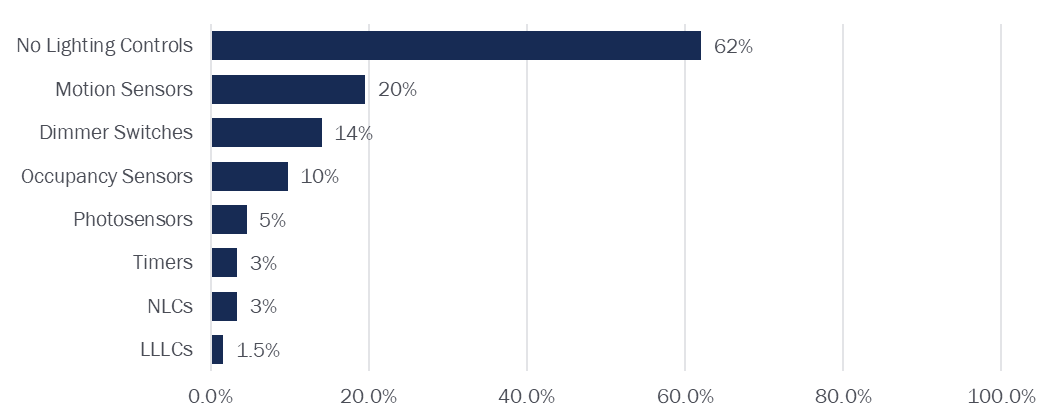 No Lighting Controls 62%
Motion Sensors 20%
Dimmer Switches 14%
Occupancy Sensors 10%
Photosensors 5%
Timers 3%
NLCs 3%
LLLCs 1.5%
0.0% 20.0% 40.0% 60.0% 80.0% 100.0%